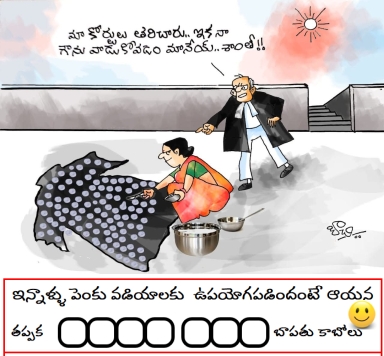 మా కోర్టులు తెరిచారు.. ఇక నా
గౌను వాడుకోవడం మానేయ్.. శాంతీ!!
బాచి
ఇన్నాళ్ళు పెంకు వడియాలకు ఉపయోగపడిందంటే ఆయన
తప్పక బాపతు కాబోలు